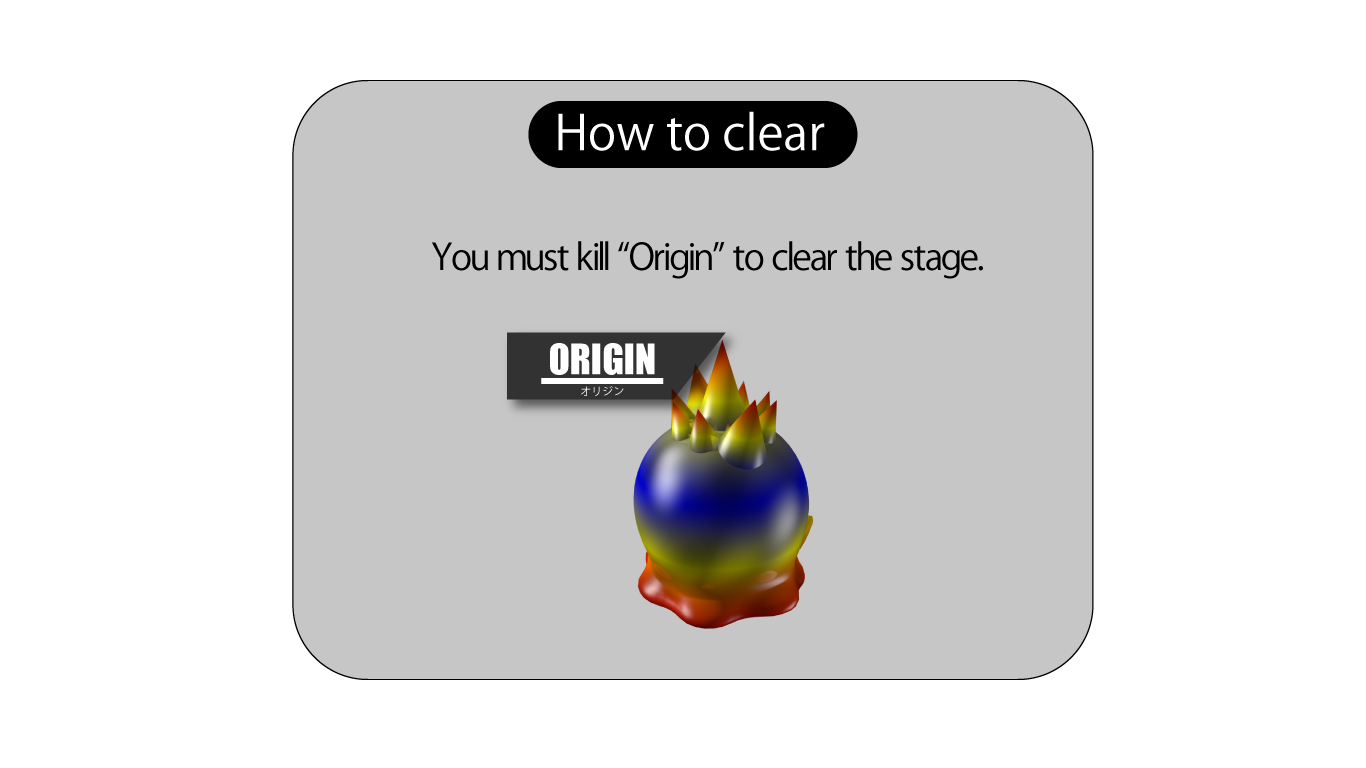 How to clear
You must kill “Origin” to clear the stage.
ORIGIN
オリジン